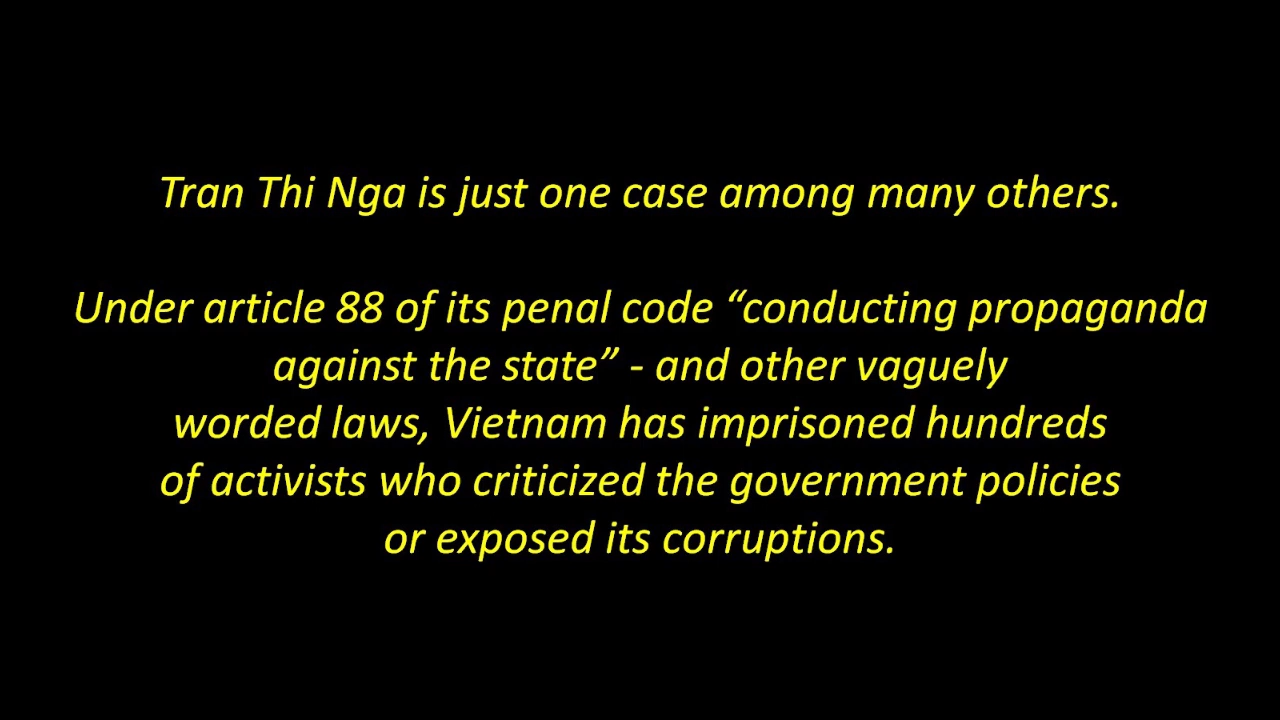 Tran Thi Nga is just one case among many others.
Under article 88 of its penal code “conducting propaganda
against the state” - and other vaguely
worded laws, Vietnam has imprisoned hundreds
of activists who criticized the government policies
or exposed its corruptions.